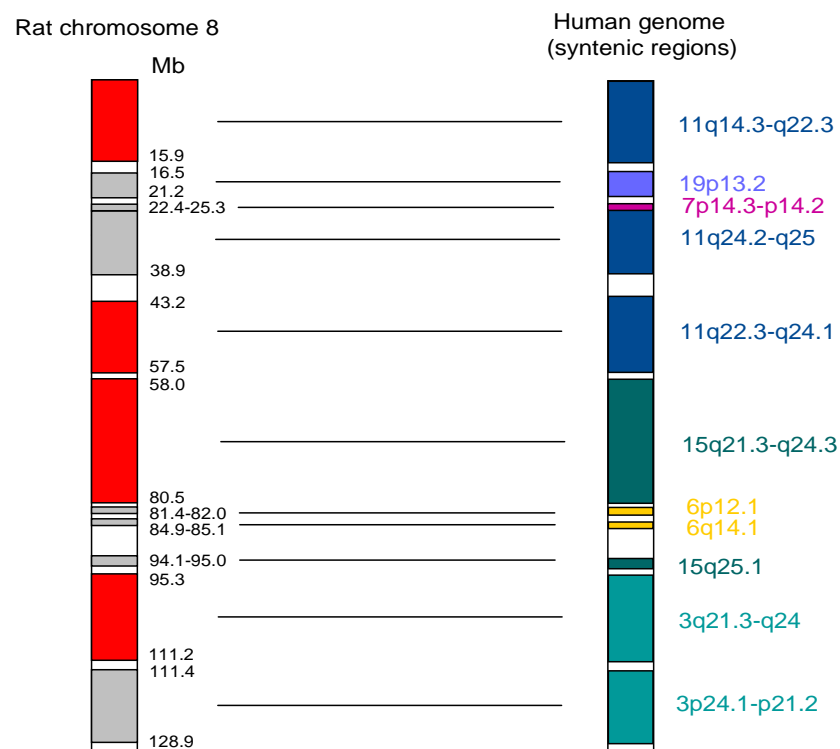 Rat chromosome 8
Human genome
(syntenic regions)
Mb
15.9
16.5
21.2
22.4-25.3
38.9
43.2
57.5
58.0
80.5
81.4-82.0
84.9-85.1
94.1-95.0
95.3
111.2
111.4
128.9
11q14.3-q22.3
19p13.2
7p14.3-p14.2
11q24.2-q25
11q22.3-q24.1
15q21.3-q24.3
6p12.1
6q14.1
15q25.1
3q21.3-q24
3p24.1-p21.2